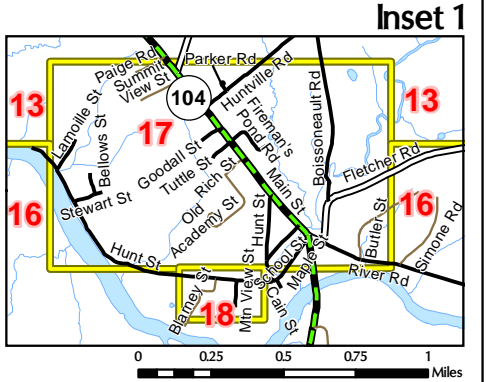 Inset 1
Paige Rd
Parker Rd
Summit
View St
Huntville Rd
104
13
13
Lamoille St
Bellows St
17
Goodall St
Tuttle St
Rich St
Fireman's
Pond Rd
Boissoneault Rd
Fletcher Rd
Main St
16
Stewart St
Old
Academy St
Hunt St
16
Butler St
Simone Rd
Hunt St
School St
Maple St
River Rd
Blarney St
18
Mtn View St
Cain St
0 0.25 0.5 0.75 1
Miles